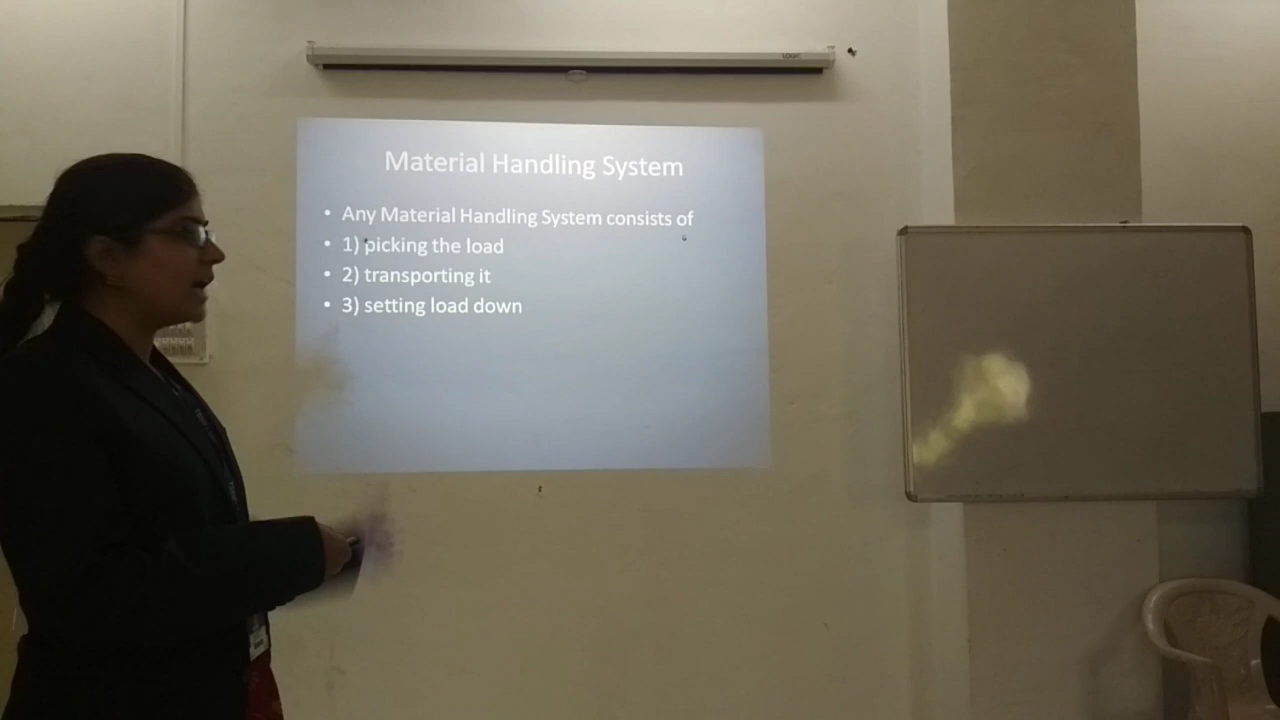 LOGIC
Material Handling System
• Any Material Handling System consists of
• 1) picking the load
• 2) transporting it
• 3) setting load down